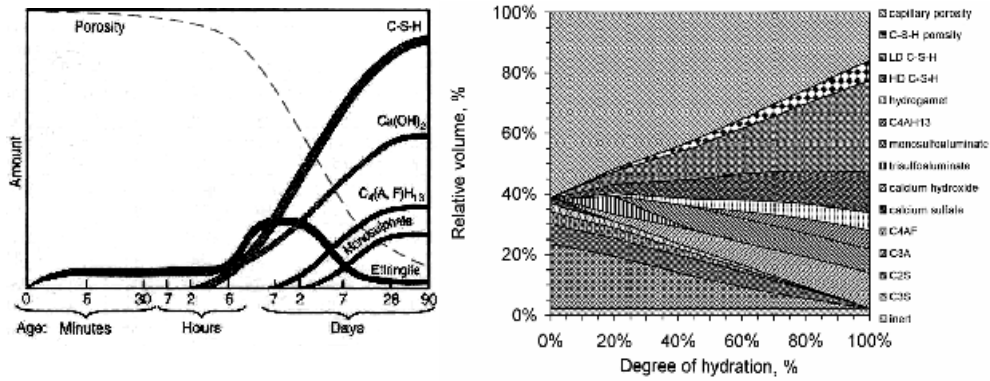 Porosity
C-S-H
Ca(OH)2
C4(A, F)H13
Monosulphate
Ettringite
Amount
0 5 30 7 2 6 7 2 7 28 90
Age: Minutes Hours Days
100%
80%
60%
40%
20%
0%
Relative volume, %
0% 20% 40% 60% 80% 100%
Degree of hydration, %
capillary porosity
C-S-H porosity
LD C-S-H
HD C-S-H
hydrogarnet
C4AH13
monosulfoaluminate
trisulfoaluminate
calcium hydroxide
calcium sulfate
C4AF
C3A
C2S
C3S
inert